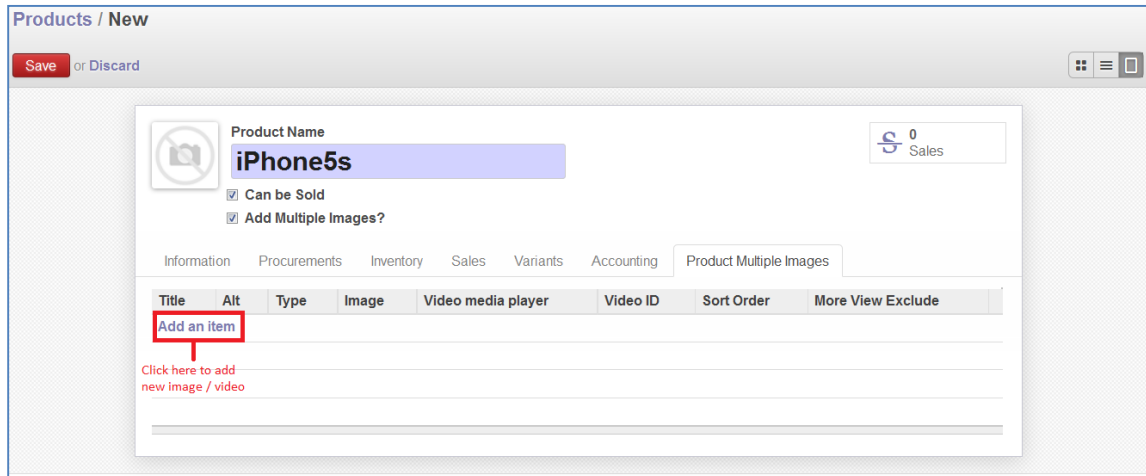 Products / New
Save or Discard
Product Name
iPhone5s
0
Sales
Can be Sold
Add Multiple Images?
Information Procurements Inventory Sales Variants Accounting Product Multiple Images
Title Alt Type Image Video media player Video ID Sort Order More View Exclude
Add an item
Click here to add
new image / video